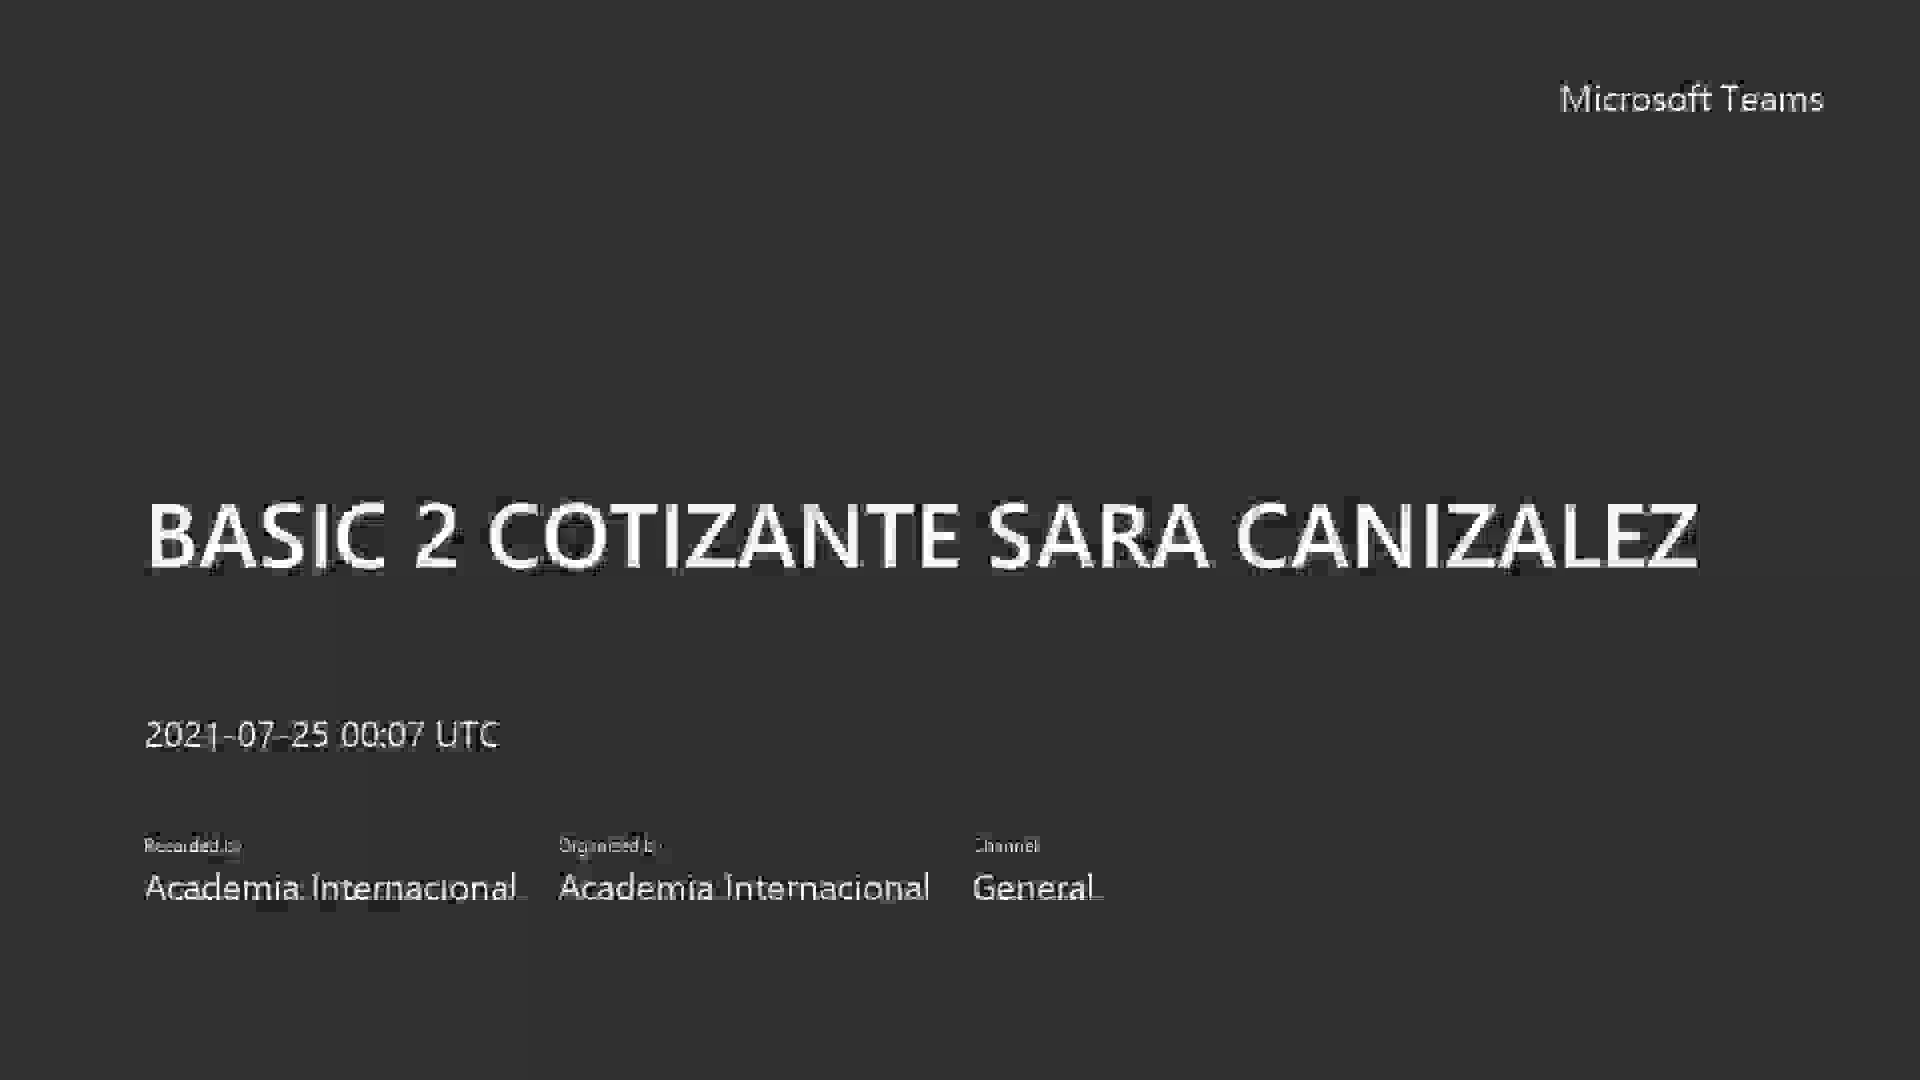 Microsoft Teams
BASIC 2 COTIZANTE SARA CANIZALEZ
2021-07-25 00:07 UTC
Recorded by Organized by Channel
Academia Internacional Academia Internacional General